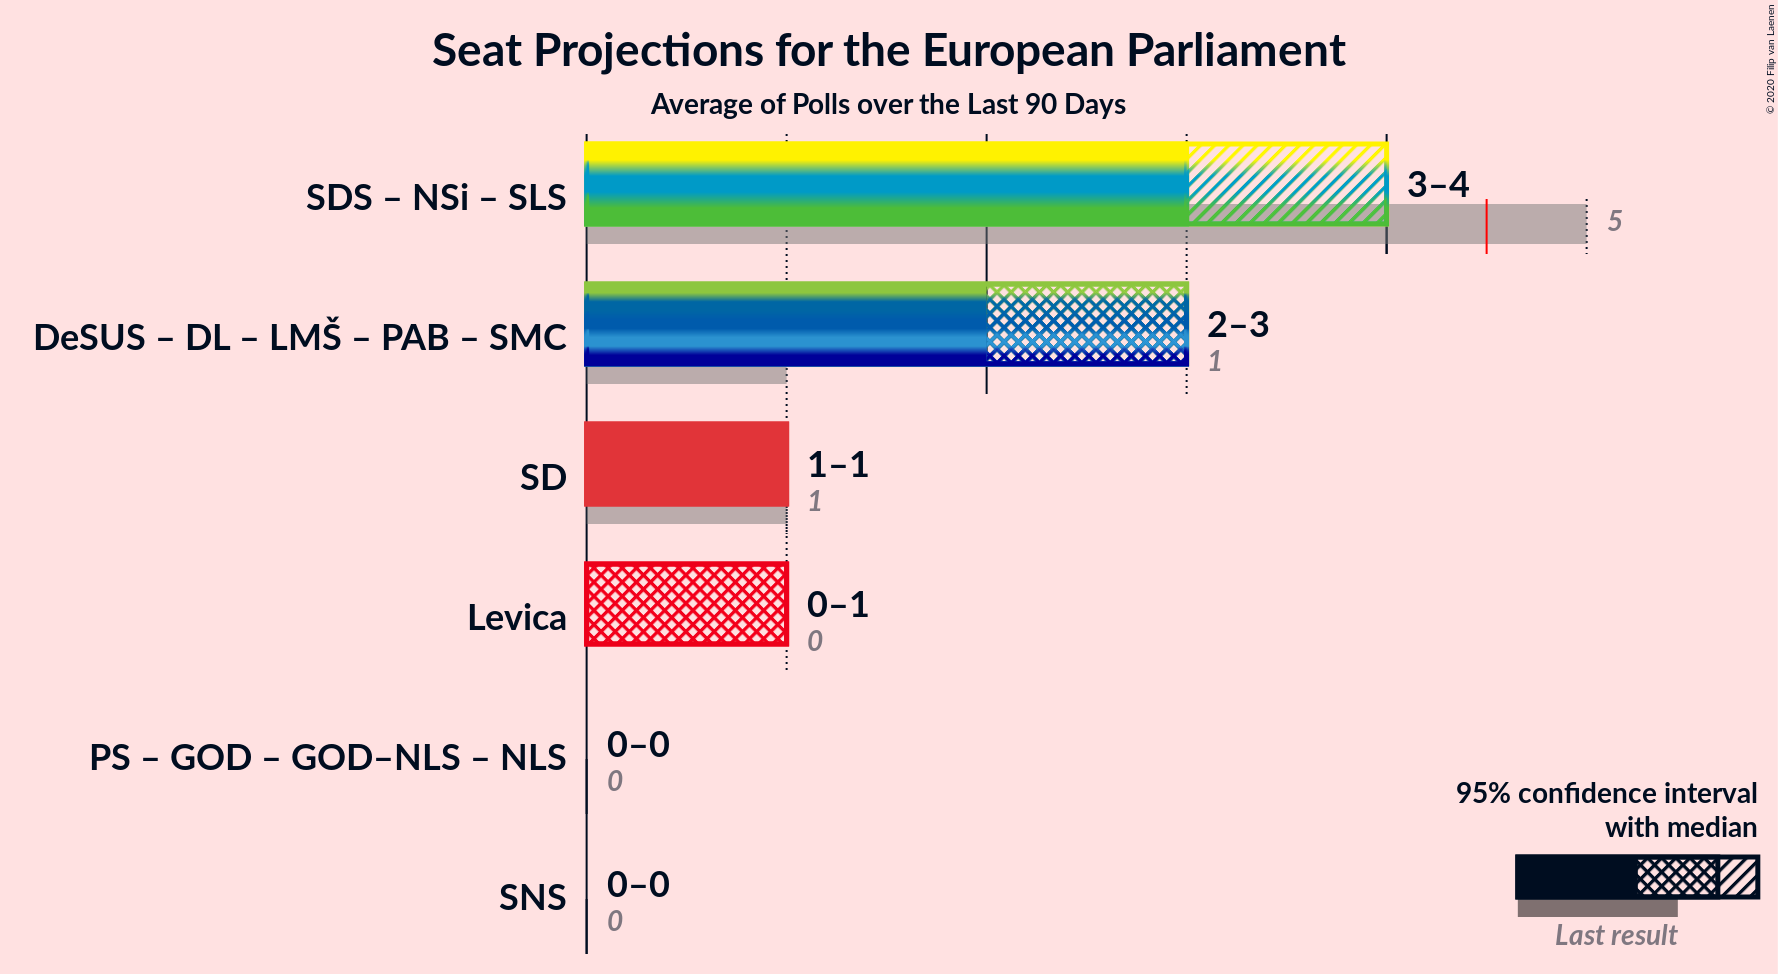 Seat Projections for the European Parliament
Average of Polls over the Last 90 Days
© 2020 Filip van Laenen
SDS – NSi – SLS
3–4
5
DeSUS – DL – LMŠ – PAB – SMC
2–3
1
SD
1–1
1
Levica
0–1
0
PS – GOD – GOD–NLS – NLS
0–0
0
SNS
0–0
0
95% confidence interval
with median
Last result